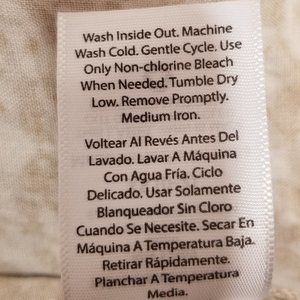 Wash Inside Out. Machine
Wash Cold. Gentle Cycle. Use
Only Non-chlorine Bleach
When Needed. Tumble Dry
Low. Remove Promptly.
Medium Iron.
Voltear Al Revés Antes Del
Lavado. Lavar A Máquina
Con Agua Fría. Ciclo
Delicado. Usar Solamente
Blanqueador Sin Cloro
Cuando Se Necesite. Secar En
Máquina A Temperatura Baja.
Retirar Rápidamente.
Planchar A Temperatura
Media.